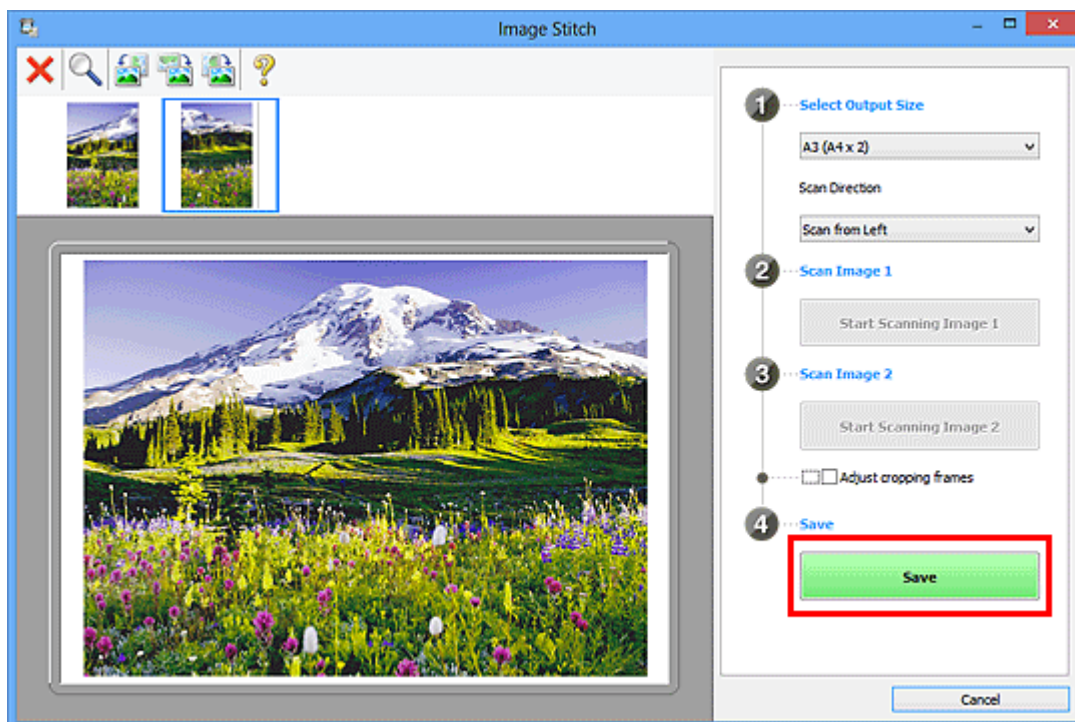 Image Stitch
1
Select Output Size
A3 (A4 x 2)
Scan Direction
Scan from Left
2
Scan Image 1
Start Scanning Image 1
3
Scan Image 2
Start Scanning Image 2
Adjust cropping frames
4
Save
Save
Cancel